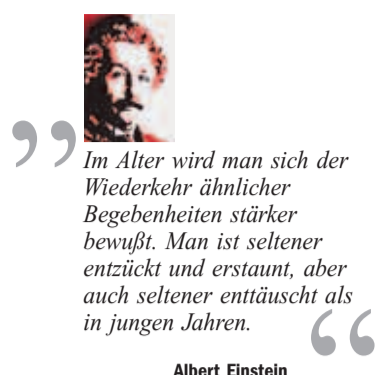 „
Im Alter wird man sich der
Wiederkehr ähnlicher
Begebenheiten stärker
bewußt. Man ist seltener
entzückt und erstaunt, aber
auch seltener enttäuscht als
in jungen Jahren.
“
Albert Einstein